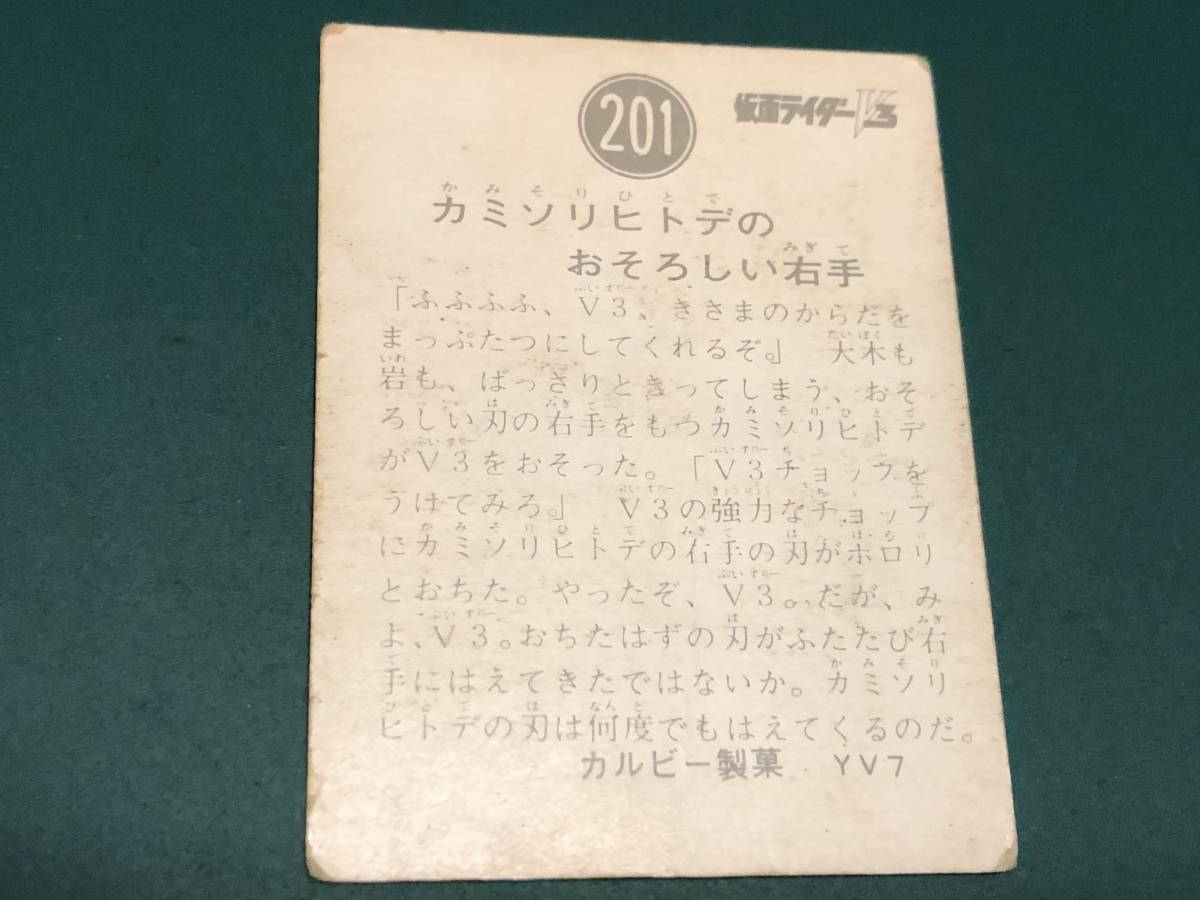 201
仮面ライダーV3
カミソリヒトデの
おそろしい右手
「ふふふふ、V3、きさまのからだを
まっぷたつにしてくれるぞ。」 大木も
岩も、ばっさりときってしまう、おそ
ろしい刃の右手をもつカミソリヒトデ
がV3をおそった。「V3チョップを
うけてみろ。」 V3の強力なチョップ
にカミソリヒトデの右手の刃がポロリ
とおちた。やったぞ、V3。だが、み
よ、V3。おちたはずの刃がふたたび右
手にはえてきたではないか。カミソリ
ヒトデの刃は何度でもはえてくるのだ。
カルビー製菓 YV7